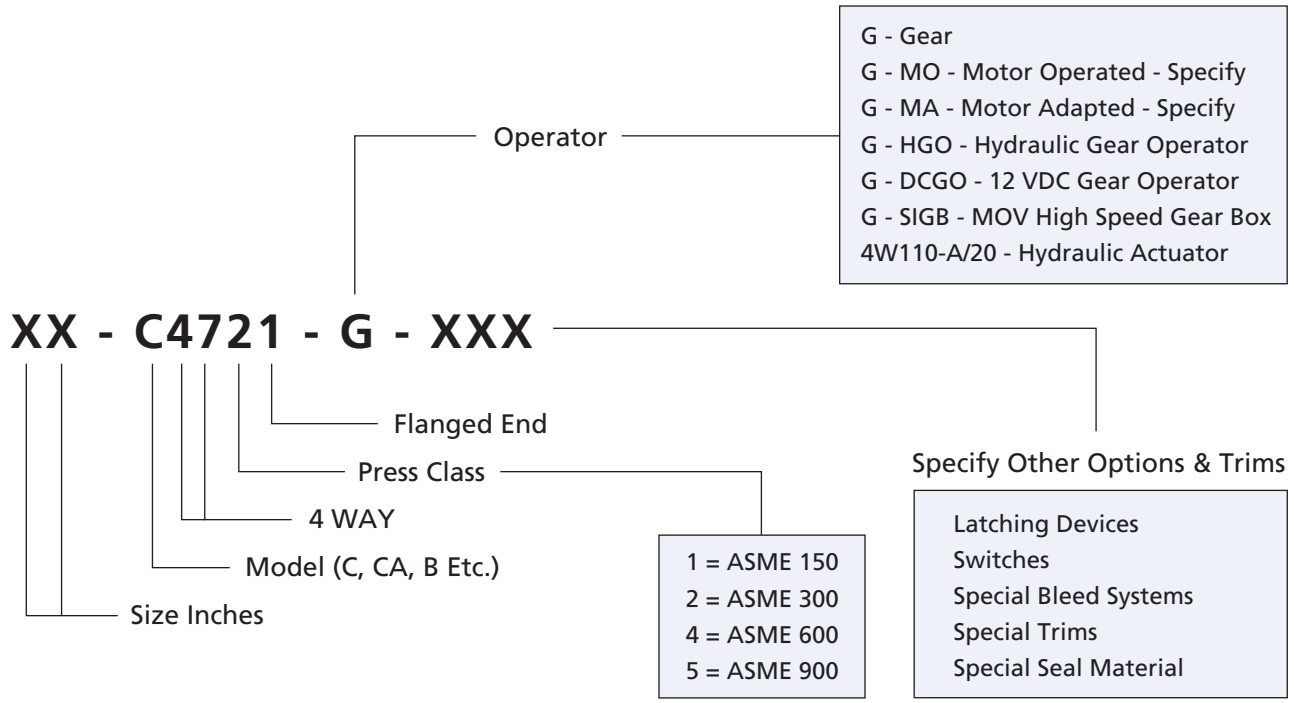 G - Gear
G - MO - Motor Operated - Specify
G - MA - Motor Adapted - Specify
G - HGO - Hydraulic Gear Operator
G - DCGO - 12 VDC Gear Operator
G - SIGB - MOV High Speed Gear Box
4W110-A/20 - Hydraulic Actuator
Operator
XX - C4721 - G - XXX
Flanged End
Press Class
4 WAY
Model (C, CA, B Etc.)
Size Inches
1 = ASME 150
2 = ASME 300
4 = ASME 600
5 = ASME 900
Specify Other Options & Trims
Latching Devices
Switches
Special Bleed Systems
Special Trims
Special Seal Material